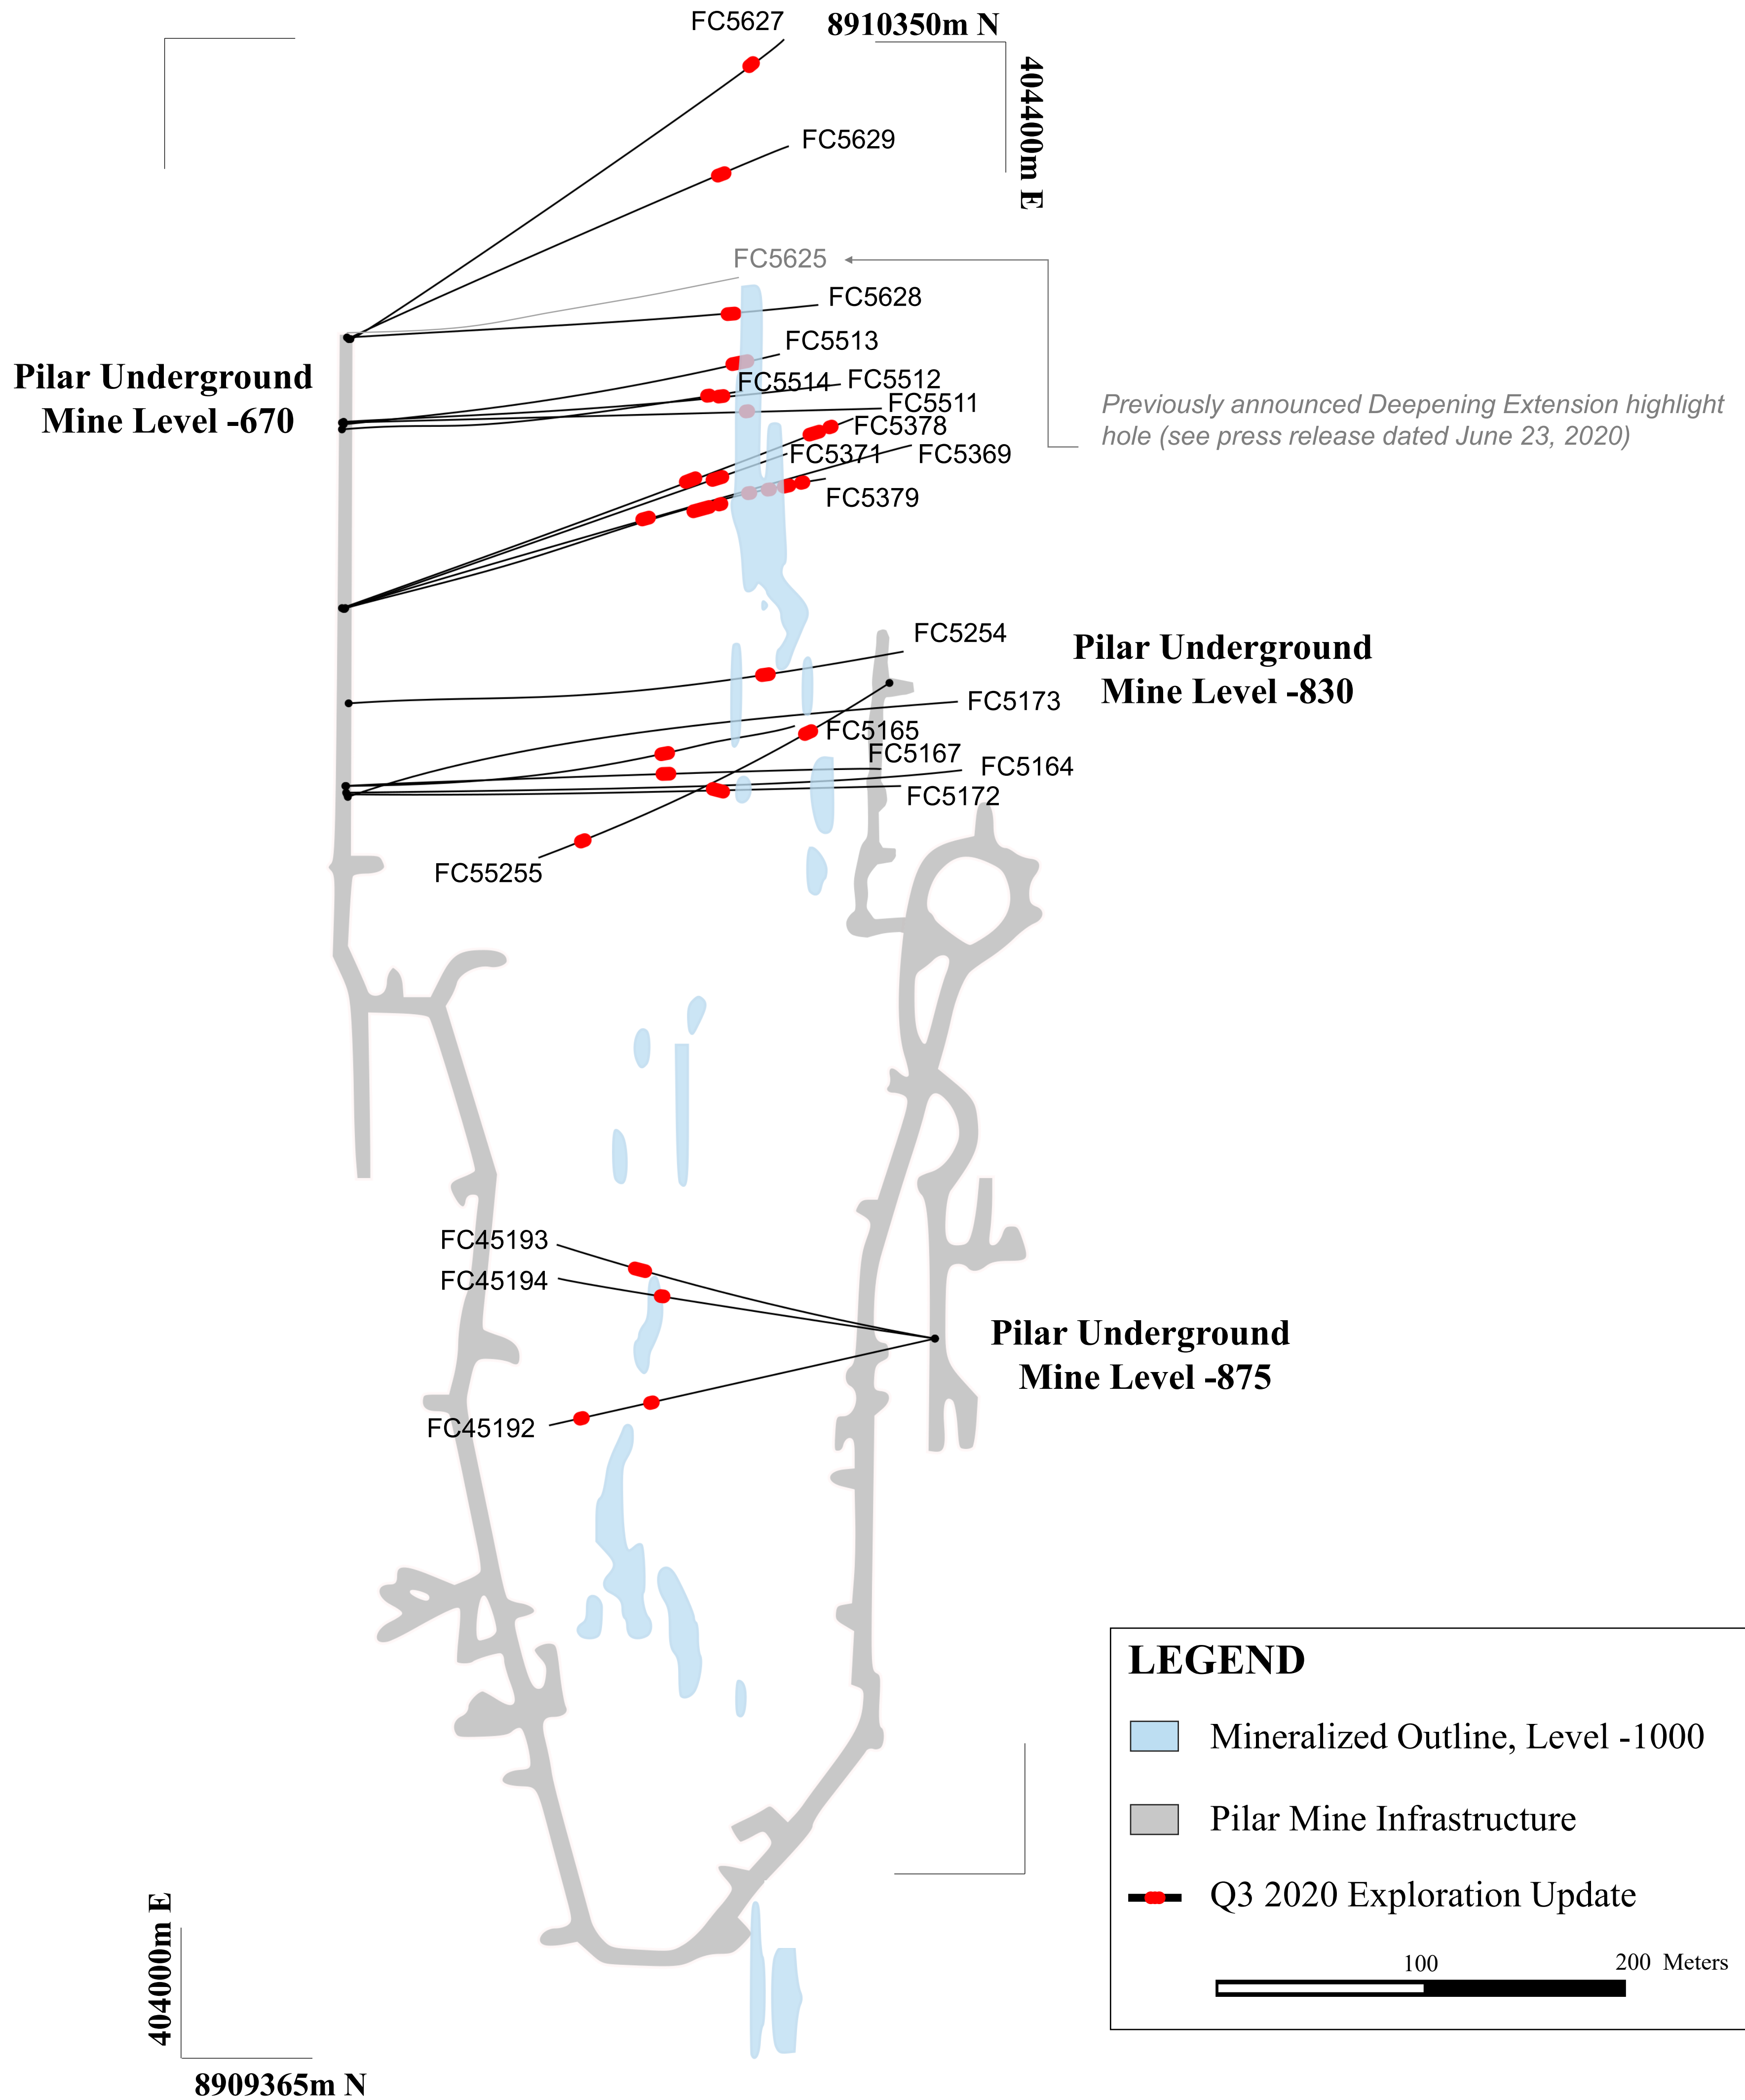 FC5627
8910350m N
404400m E
FC5629
FC5625
FC5628
FC5513
Pilar Underground
Mine Level -670
FC5514
FC5512
FC5511
FC5378
FC5371
FC5369
FC5379
Previously announced Deepening Extension highlight
hole (see press release dated June 23, 2020)
FC5254
Pilar Underground
Mine Level -830
FC5173
FC5165
FC5167
FC5164
FC5172
FC55255
FC45193
FC45194
Pilar Underground
Mine Level -875
FC45192
LEGEND
Mineralized Outline, Level -1000
Pilar Mine Infrastructure
Q3 2020 Exploration Update
100
200 Meters
404000m E
8909365m N